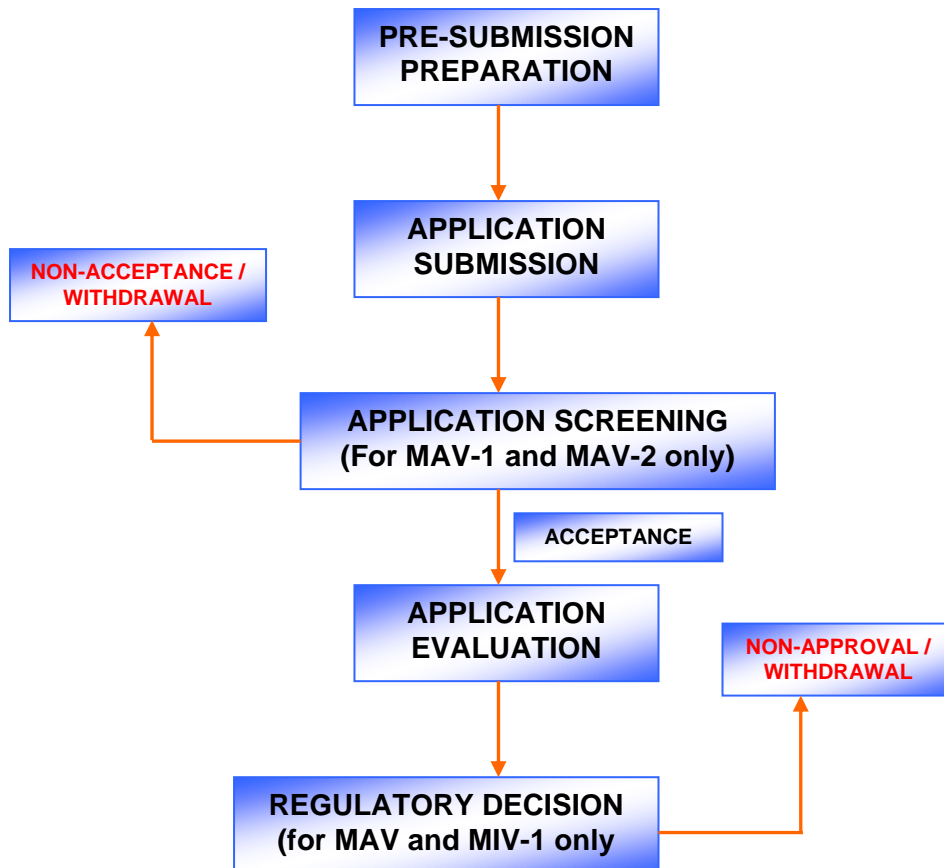 PRE-SUBMISSION
PREPARATION
APPLICATION
SUBMISSION
NON-ACCEPTANCE /
WITHDRAWAL
APPLICATION SCREENING
(For MAV-1 and MAV-2 only)
ACCEPTANCE
APPLICATION
EVALUATION
NON-APPROVAL /
WITHDRAWAL
REGULATORY DECISION
(for MAV and MIV-1 only